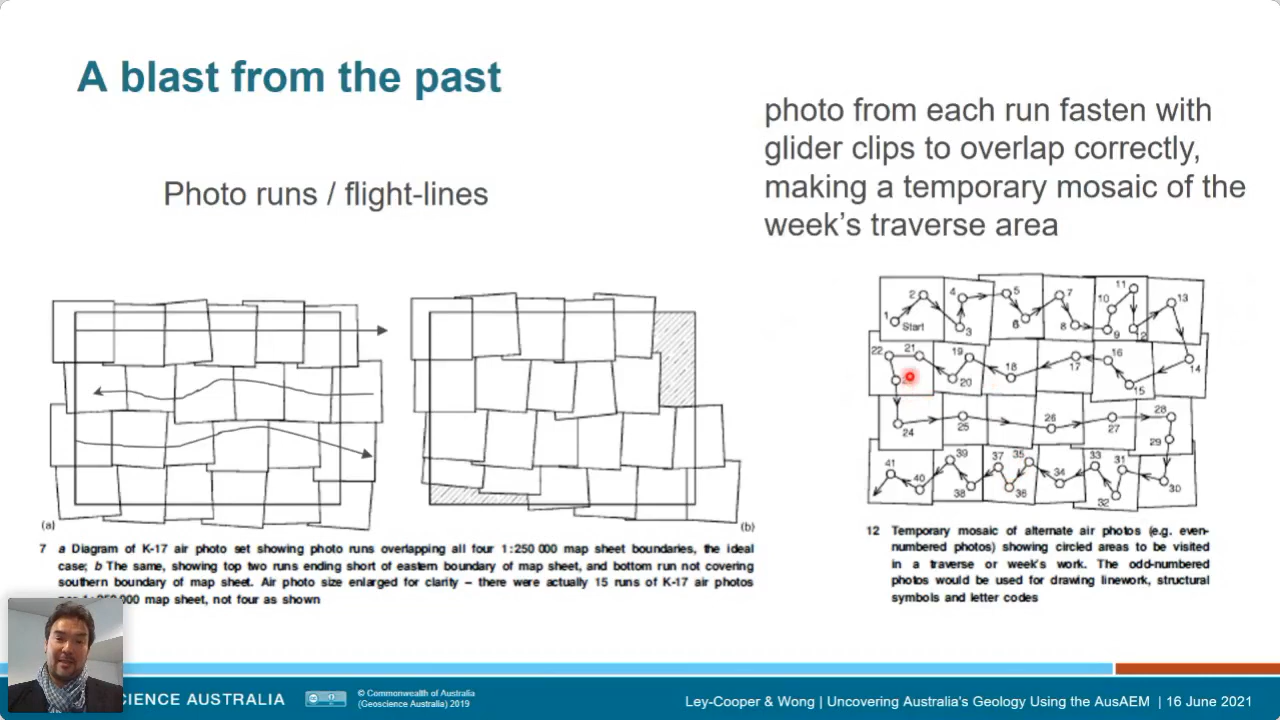 A blast from the past
Photo runs / flight-lines
photo from each run fasten with
glider clips to overlap correctly,
making a temporary mosaic of the
week's traverse area
(a)
(b)
7 a Diagram of K-17 air photo set showing photo runs overlapping all four 1:250 000 map sheet boundaries, the ideal
case; b The same, showing top two runs ending short of eastern boundary of map sheet, and bottom run not covering
southern boundary of map sheet. Air photo size enlarged for clarity – there were actually 15 runs of K-17 air photos
000 map sheet, not four as shown
1
Start
2
3
4
5
6
7
8
9
10
11
12
13
14
15
16
17
18
19
20
21
22
24
25
26
27
28
29
30
31
32
33
34
35
36
37
38
39
40
41
12 Temporary mosaic of alternate air photos (e.g. even-
numbered photos) showing circled areas to be visited
in a traverse or week's work. The odd-numbered
photos would be used for drawing linework, structural
symbols and letter codes
SCIENCE AUSTRALIA
© Commonwealth of Australia
(Geoscience Australia) 2019
Ley-Cooper & Wong | Uncovering Australia's Geology Using the AusAEM | 16 June 2021